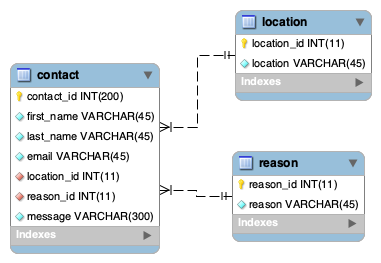 contact
contact_id INT(200)
first_name VARCHAR(45)
last_name VARCHAR(45)
email VARCHAR(45)
location_id INT(11)
reason_id INT(11)
message VARCHAR(300)
Indexes
location
location_id INT(11)
location VARCHAR(45)
Indexes
reason
reason_id INT(11)
reason VARCHAR(45)
Indexes